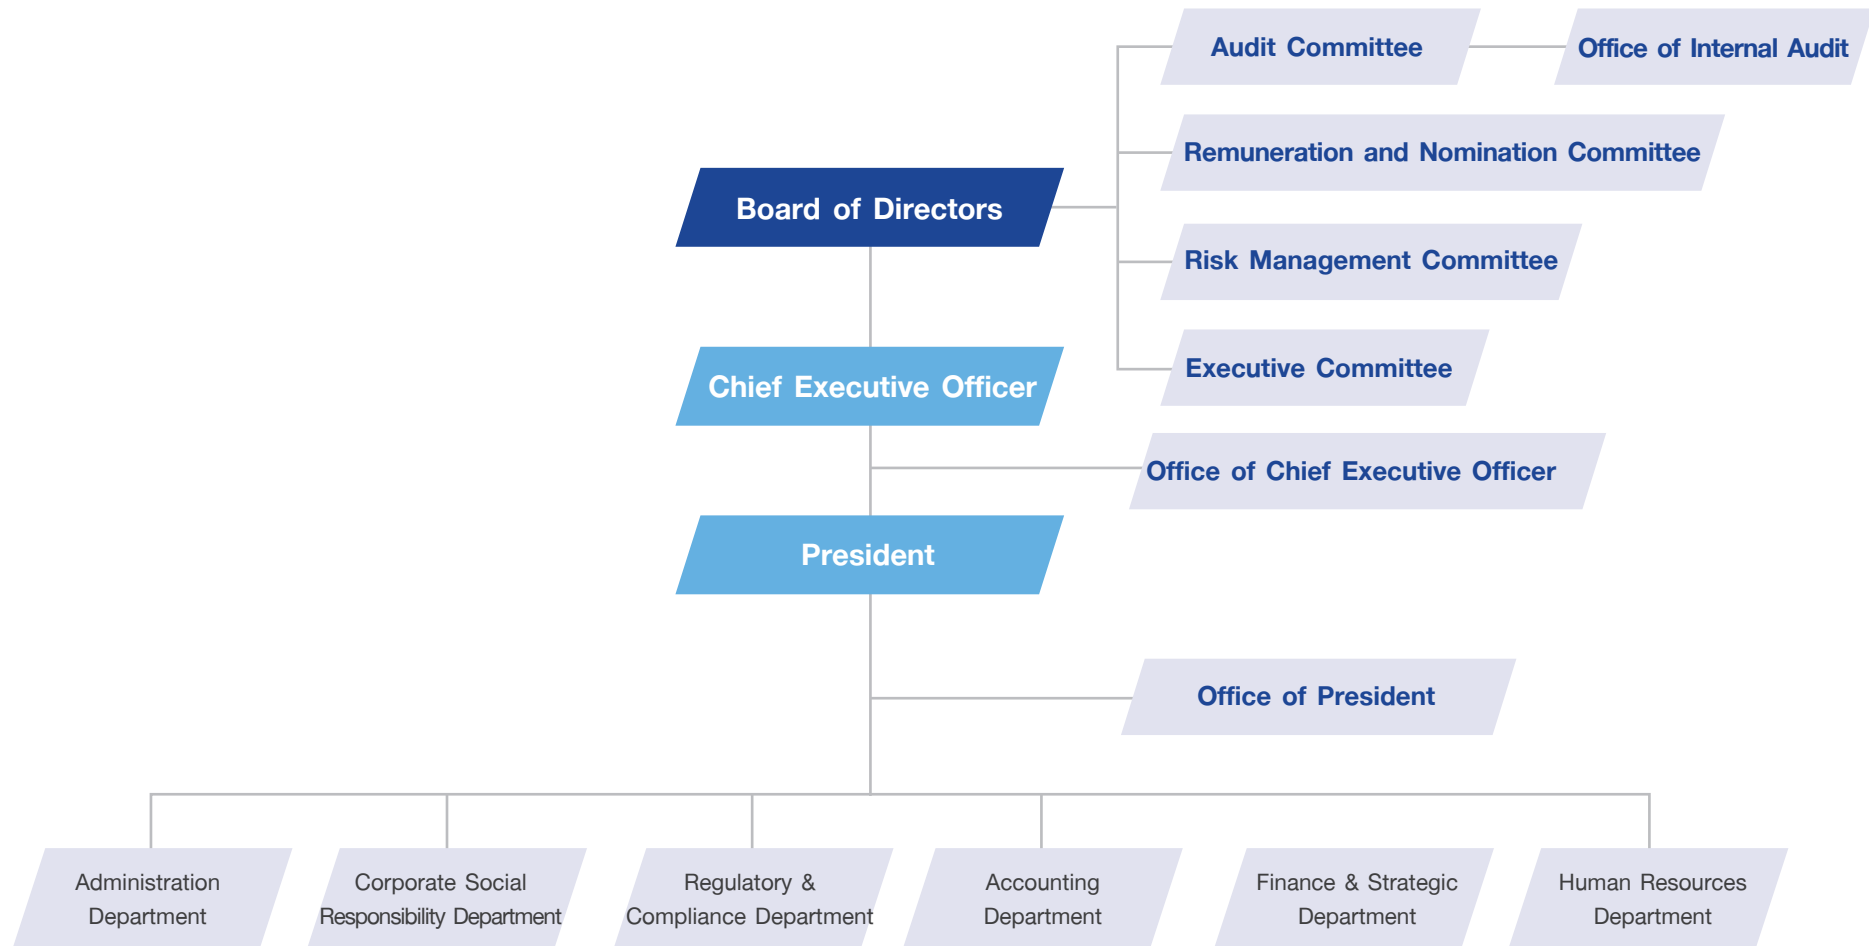 Audit Committee
Office of Internal Audit
Remuneration and Nomination Committee
Board of Directors
Risk Management Committee
Executive Committee
Chief Executive Officer
Office of Chief Executive Officer
President
Office of President
Administration
Department
Corporate Social
Responsibility Department
Regulatory &
Compliance Department
Accounting
Department
Finance & Strategic
Department
Human Resources
Department